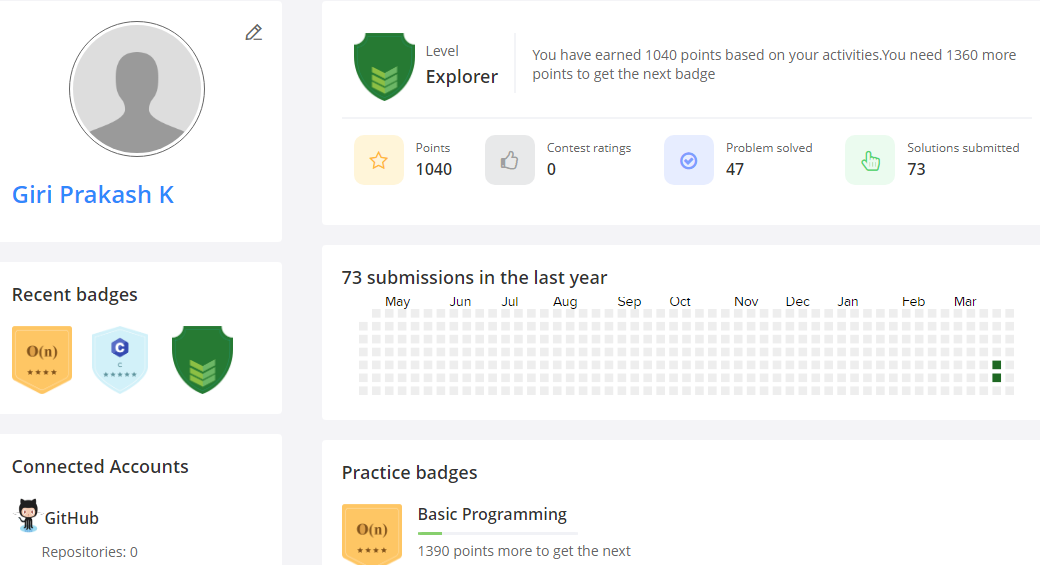 Giri Prakash K
Recent badges
O(n)
C
C
Connected Accounts
GitHub
Repositories: 0
Level
Explorer
You have earned 1040 points based on your activities.You need 1360 more
points to get the next badge
Points
1040
Contest ratings
0
Problem solved
47
Solutions submitted
73
73 submissions in the last year
May Jun Jul Aug Sep Oct Nov Dec Jan Feb Mar
Practice badges
O(n)
Basic Programming
1390 points more to get the next